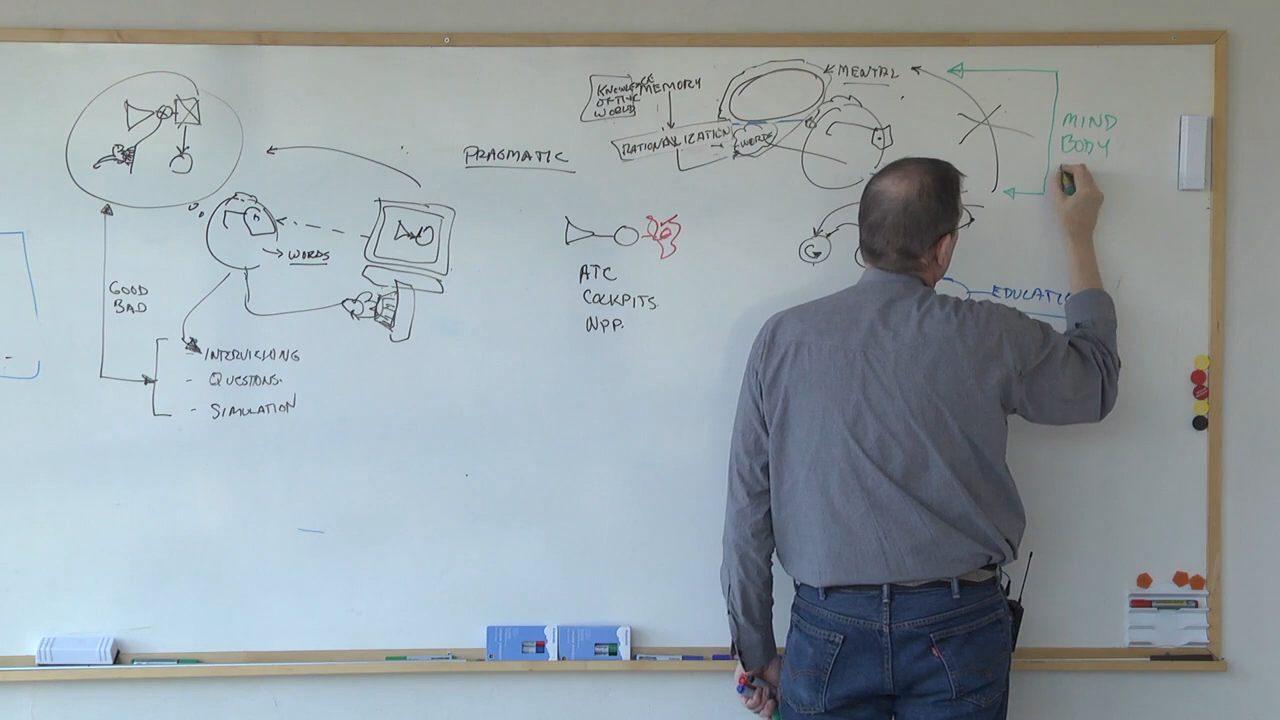 GOOD
BAD
WORDS
INTERVIEWING
- QUESTIONS.
- SIMULATION
PRAGMATIC
ATC
COCKPITS
NPP.
KNOWLEDGE
OF THE
WORLD
MEMORY
RATIONALIZATION
WORDS
MENTAL
MIND
BODY